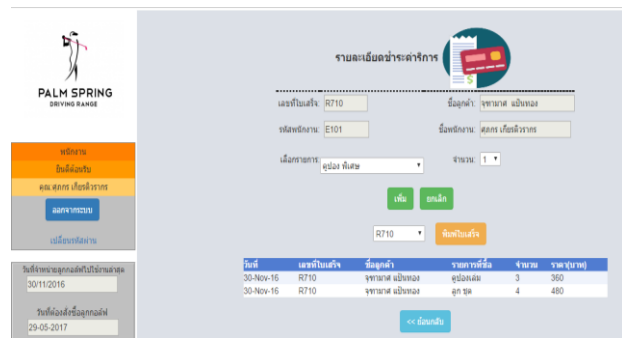 PALM SPRING
DRIVING RANGE
พนักงาน
ยินดีต้อนรับ
คุณ ศุภกร เกียรติวรากร
ออกจากระบบ
เปลี่ยนรหัสผ่าน
วันที่จำหน่ายลูกกอล์ฟไปใช้งานล่าสุด
30/11/2016
วันที่ต้องสั่งซื้อลูกกอล์ฟ
29-05-2017
รายละเอียดชำระค่าบริการ
เลขที่ใบเสร็จ: R710 ชื่อลูกค้า: จุฑามาศ แป้นทอง
รหัสพนักงาน: E101 ชื่อพนักงาน: ศุภกร เกียรติวรากร
เลือกรายการ: คูปอง พิเศษ จำนวน: 1
เพิ่ม ยกเลิก
R710 พิมพ์ใบเสร็จ
วันที่ เลขที่ใบเสร็จ ชื่อลูกค้า รายการที่ซื้อ จำนวน ราคา(บาท)
30-Nov-16 R710 จุฑามาศ แป้นทอง คูปองเล่ม 3 360
30-Nov-16 R710 จุฑามาศ แป้นทอง ลูก ชุด 4 480
<< ย้อนกลับ